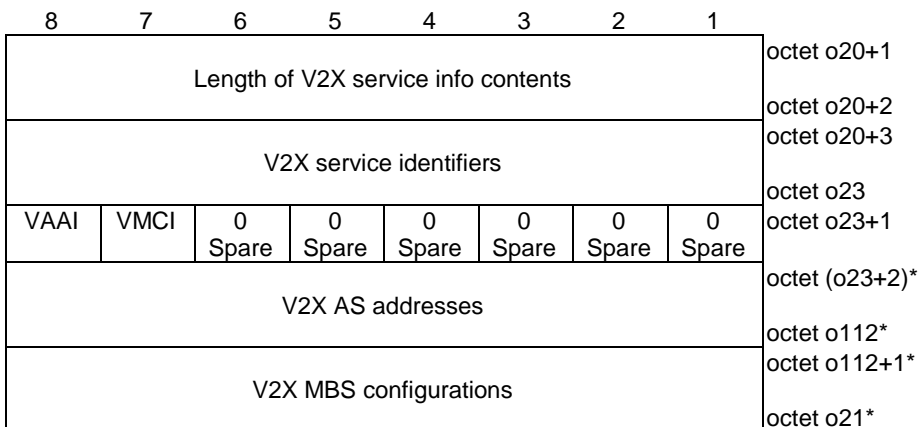 8 7 6 5 4 3 2 1
Length of V2X service info contents
octet o20+1
octet o20+2
V2X service identifiers
octet o20+3
octet o23
VAAI VMCI 0 0 0 0 0 0 octet o23+1
Spare Spare Spare Spare Spare Spare
V2X AS addresses
octet (o23+2)*
octet o112*
V2X MBS configurations
octet o112+1*
octet o21*